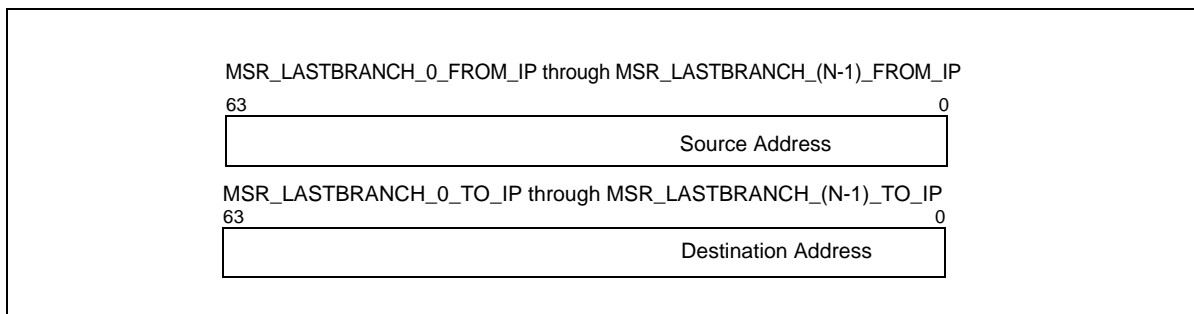 MSR_LASTBRANCH_0_FROM_IP through MSR_LASTBRANCH_(N-1)_FROM_IP
63 0
Source Address
MSR_LASTBRANCH_0_TO_IP through MSR_LASTBRANCH_(N-1)_TO_IP
63 0
Destination Address